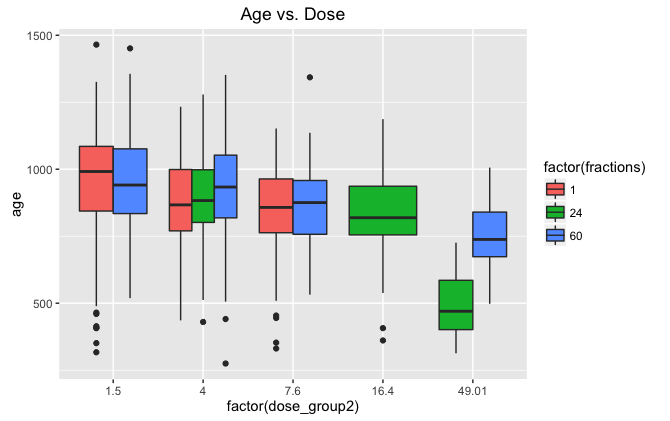 Age vs. Dose
1500
1000
500
age
1.5 4 7.6 16.4 49.01
factor(dose_group2)
factor(fractions)
1
24
60